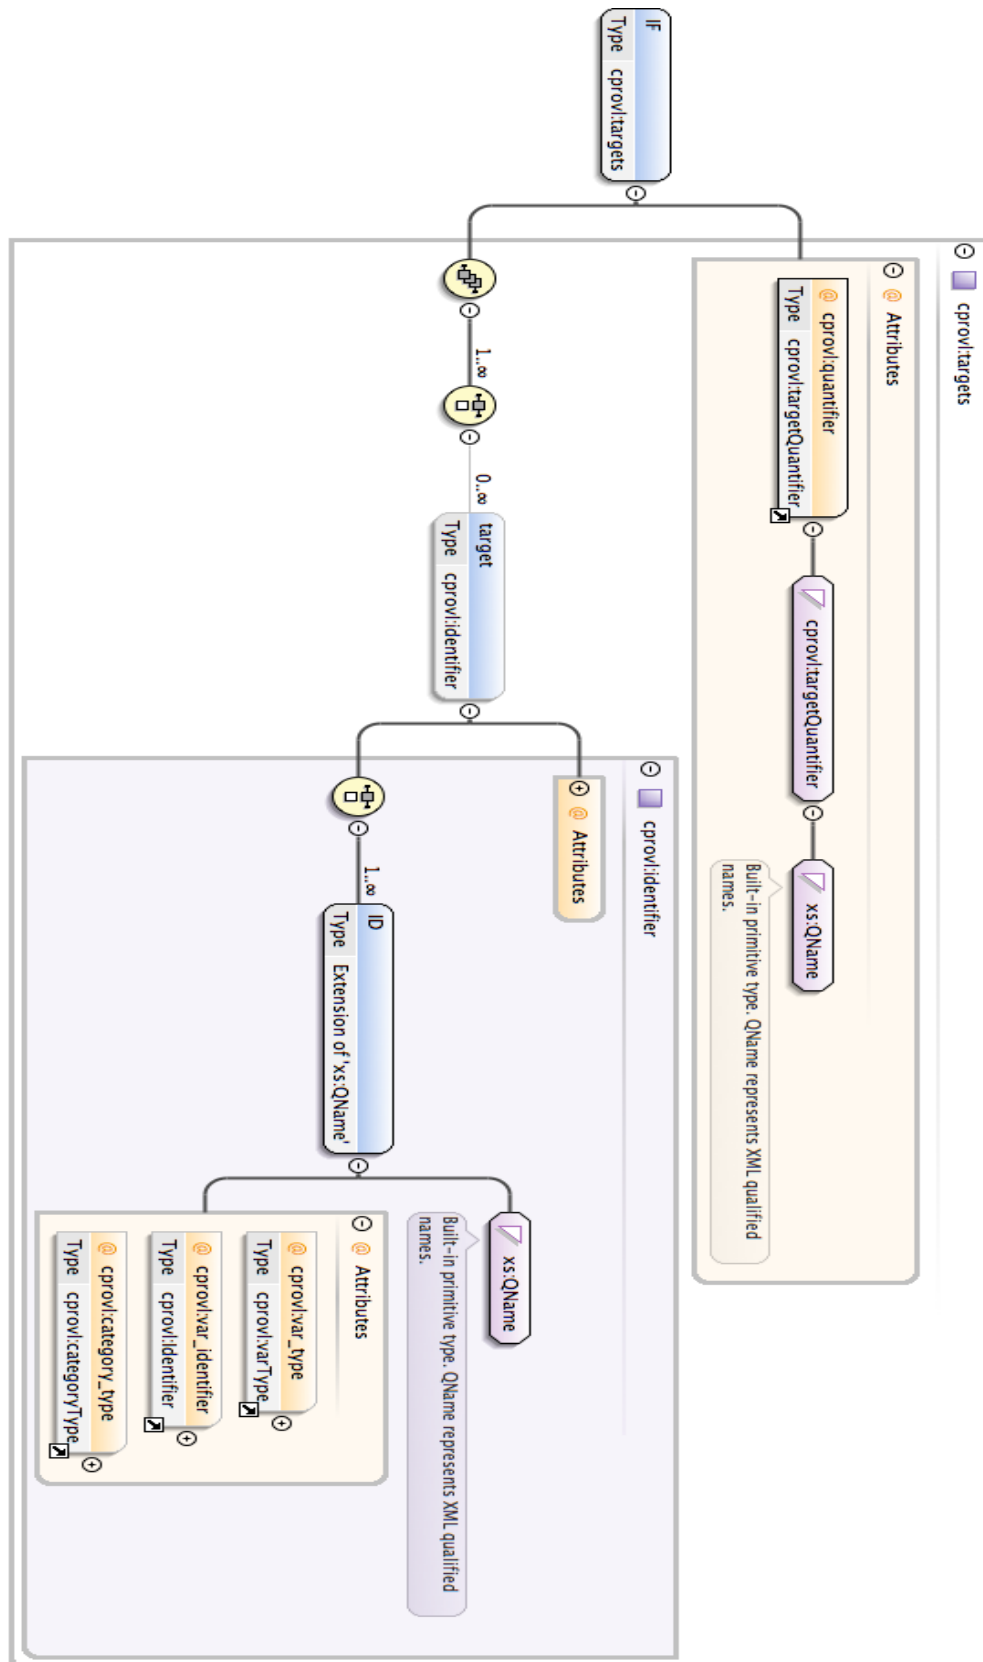 cprovl:targets
@ Attributes
@ cprovl:quantifier
Type cprovl:targetQuantifier
cprovl:targetQuantifier
xs:QName
Built-in primitive type. QName represents XML qualified
names.
IF
Type cprovl:targets
1..∞
0..∞
target
Type cprovl:identifier
cprovl:identifier
@ Attributes
1..∞
ID
Type Extension of 'xs:QName'
xs:QName
Built-in primitive type. QName represents XML qualified
names.
@ Attributes
@ cprovl:var_type
Type cprovl:varType
@ cprovl:var_identifier
Type cprovl:Identifier
@ cprovl:category_type
Type cprovl:categoryType